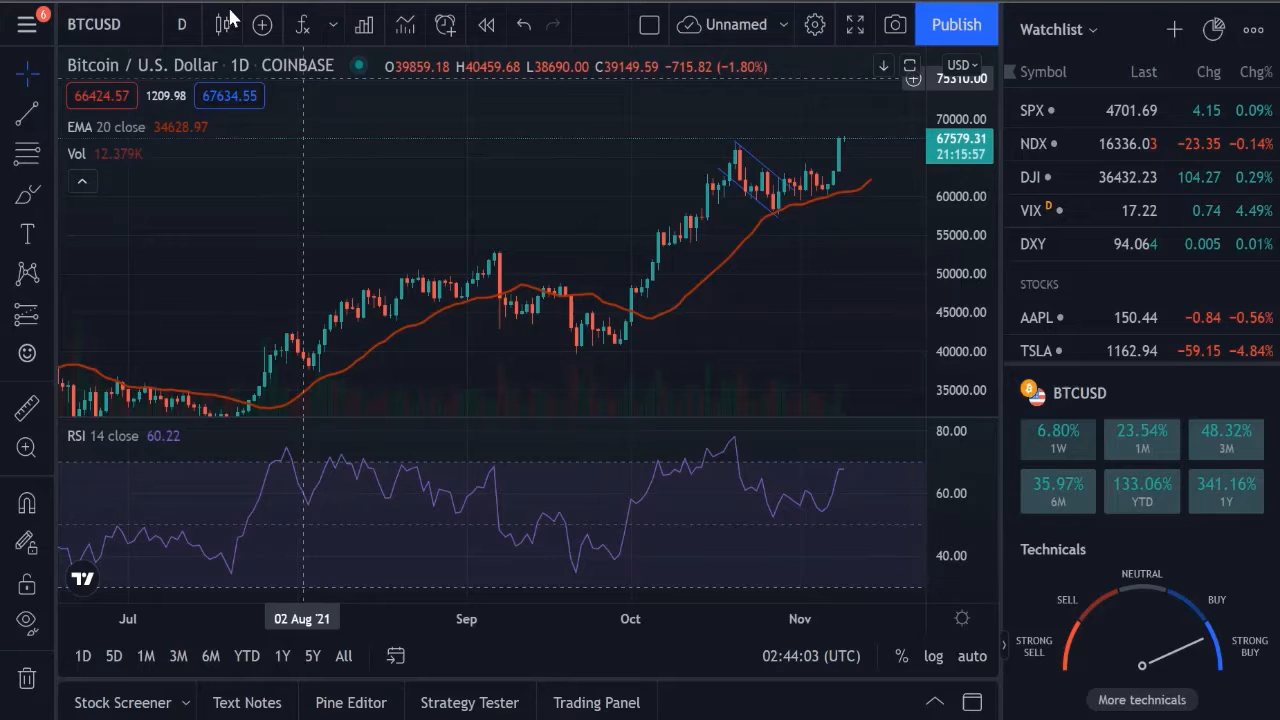 6
BTCUSD D Unnamed Publish
Bitcoin / U.S. Dollar · 1D · COINBASE O39859.18 H40459.68 L38690.00 C39149.59 −715.82 (−1.80%)
66424.57 1209.98 67634.55
EMA 20 close 34628.97
Vol 12.379K
USD
75310.00
70000.00
67579.31
21:15:57
60000.00
55000.00
50000.00
45000.00
40000.00
35000.00
RSI 14 close 60.22
80.00
60.00
40.00
Jul 02 Aug '21 Sep Oct Nov
1D 5D 1M 3M 6M YTD 1Y 5Y All 02:44:03 (UTC) % log auto
Stock Screener Text Notes Pine Editor Strategy Tester Trading Panel
Watchlist
Symbol Last Chg Chg%
SPX 4701.69 4.15 0.09%
NDX 16336.03 −23.35 −0.14%
DJI 36432.23 104.27 0.29%
VIX D 17.22 0.74 4.49%
DXY 94.064 0.005 0.01%
STOCKS
AAPL 150.44 −0.84 −0.56%
TSLA 1162.94 −59.15 −4.84%
BTCUSD
6.80% 23.54% 48.32%
1W 1M 3M
35.97% 133.06% 341.16%
6M YTD 1Y
Technicals
NEUTRAL
SELL BUY
STRONG SELL STRONG BUY
More technicals